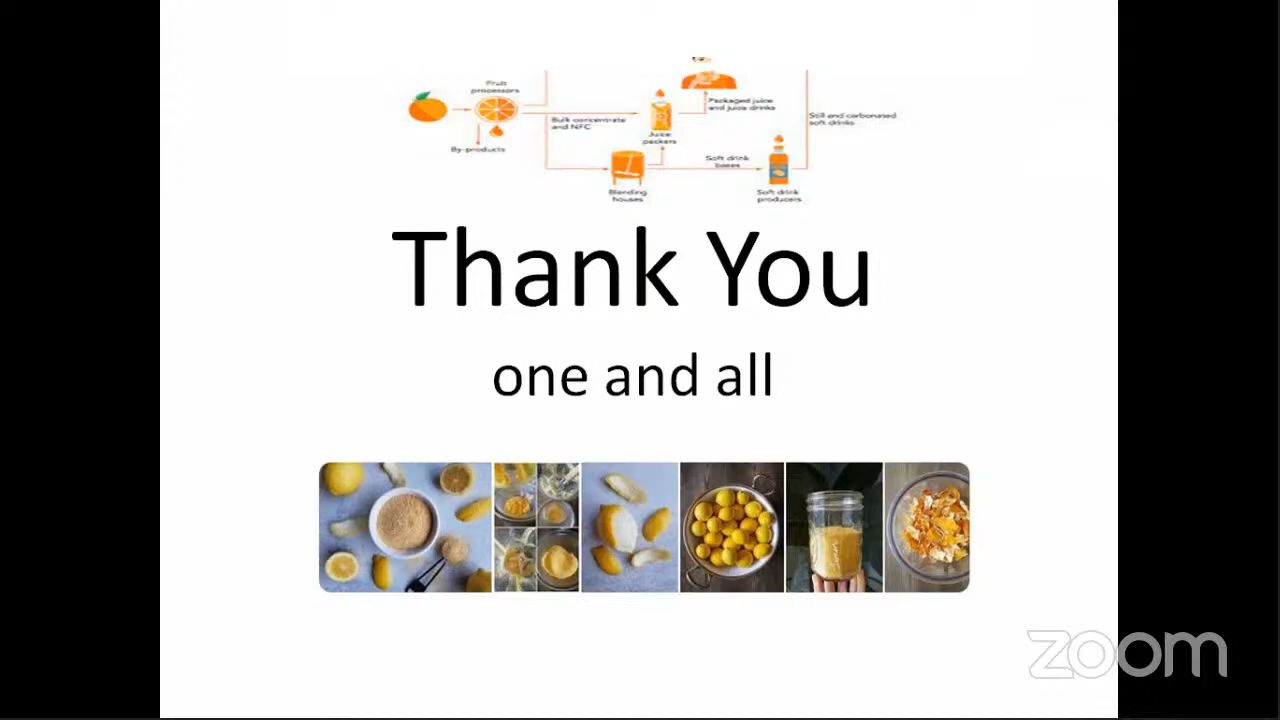 Fruit
processors
Packaged juice
and juice drinks
Bulk concentrate
and NFC
Still and carbonated
soft drinks
Juice
packers
By-products
Soft drink
bases
Blending
houses
Soft drink
producers
Thank You
one and all
zoom